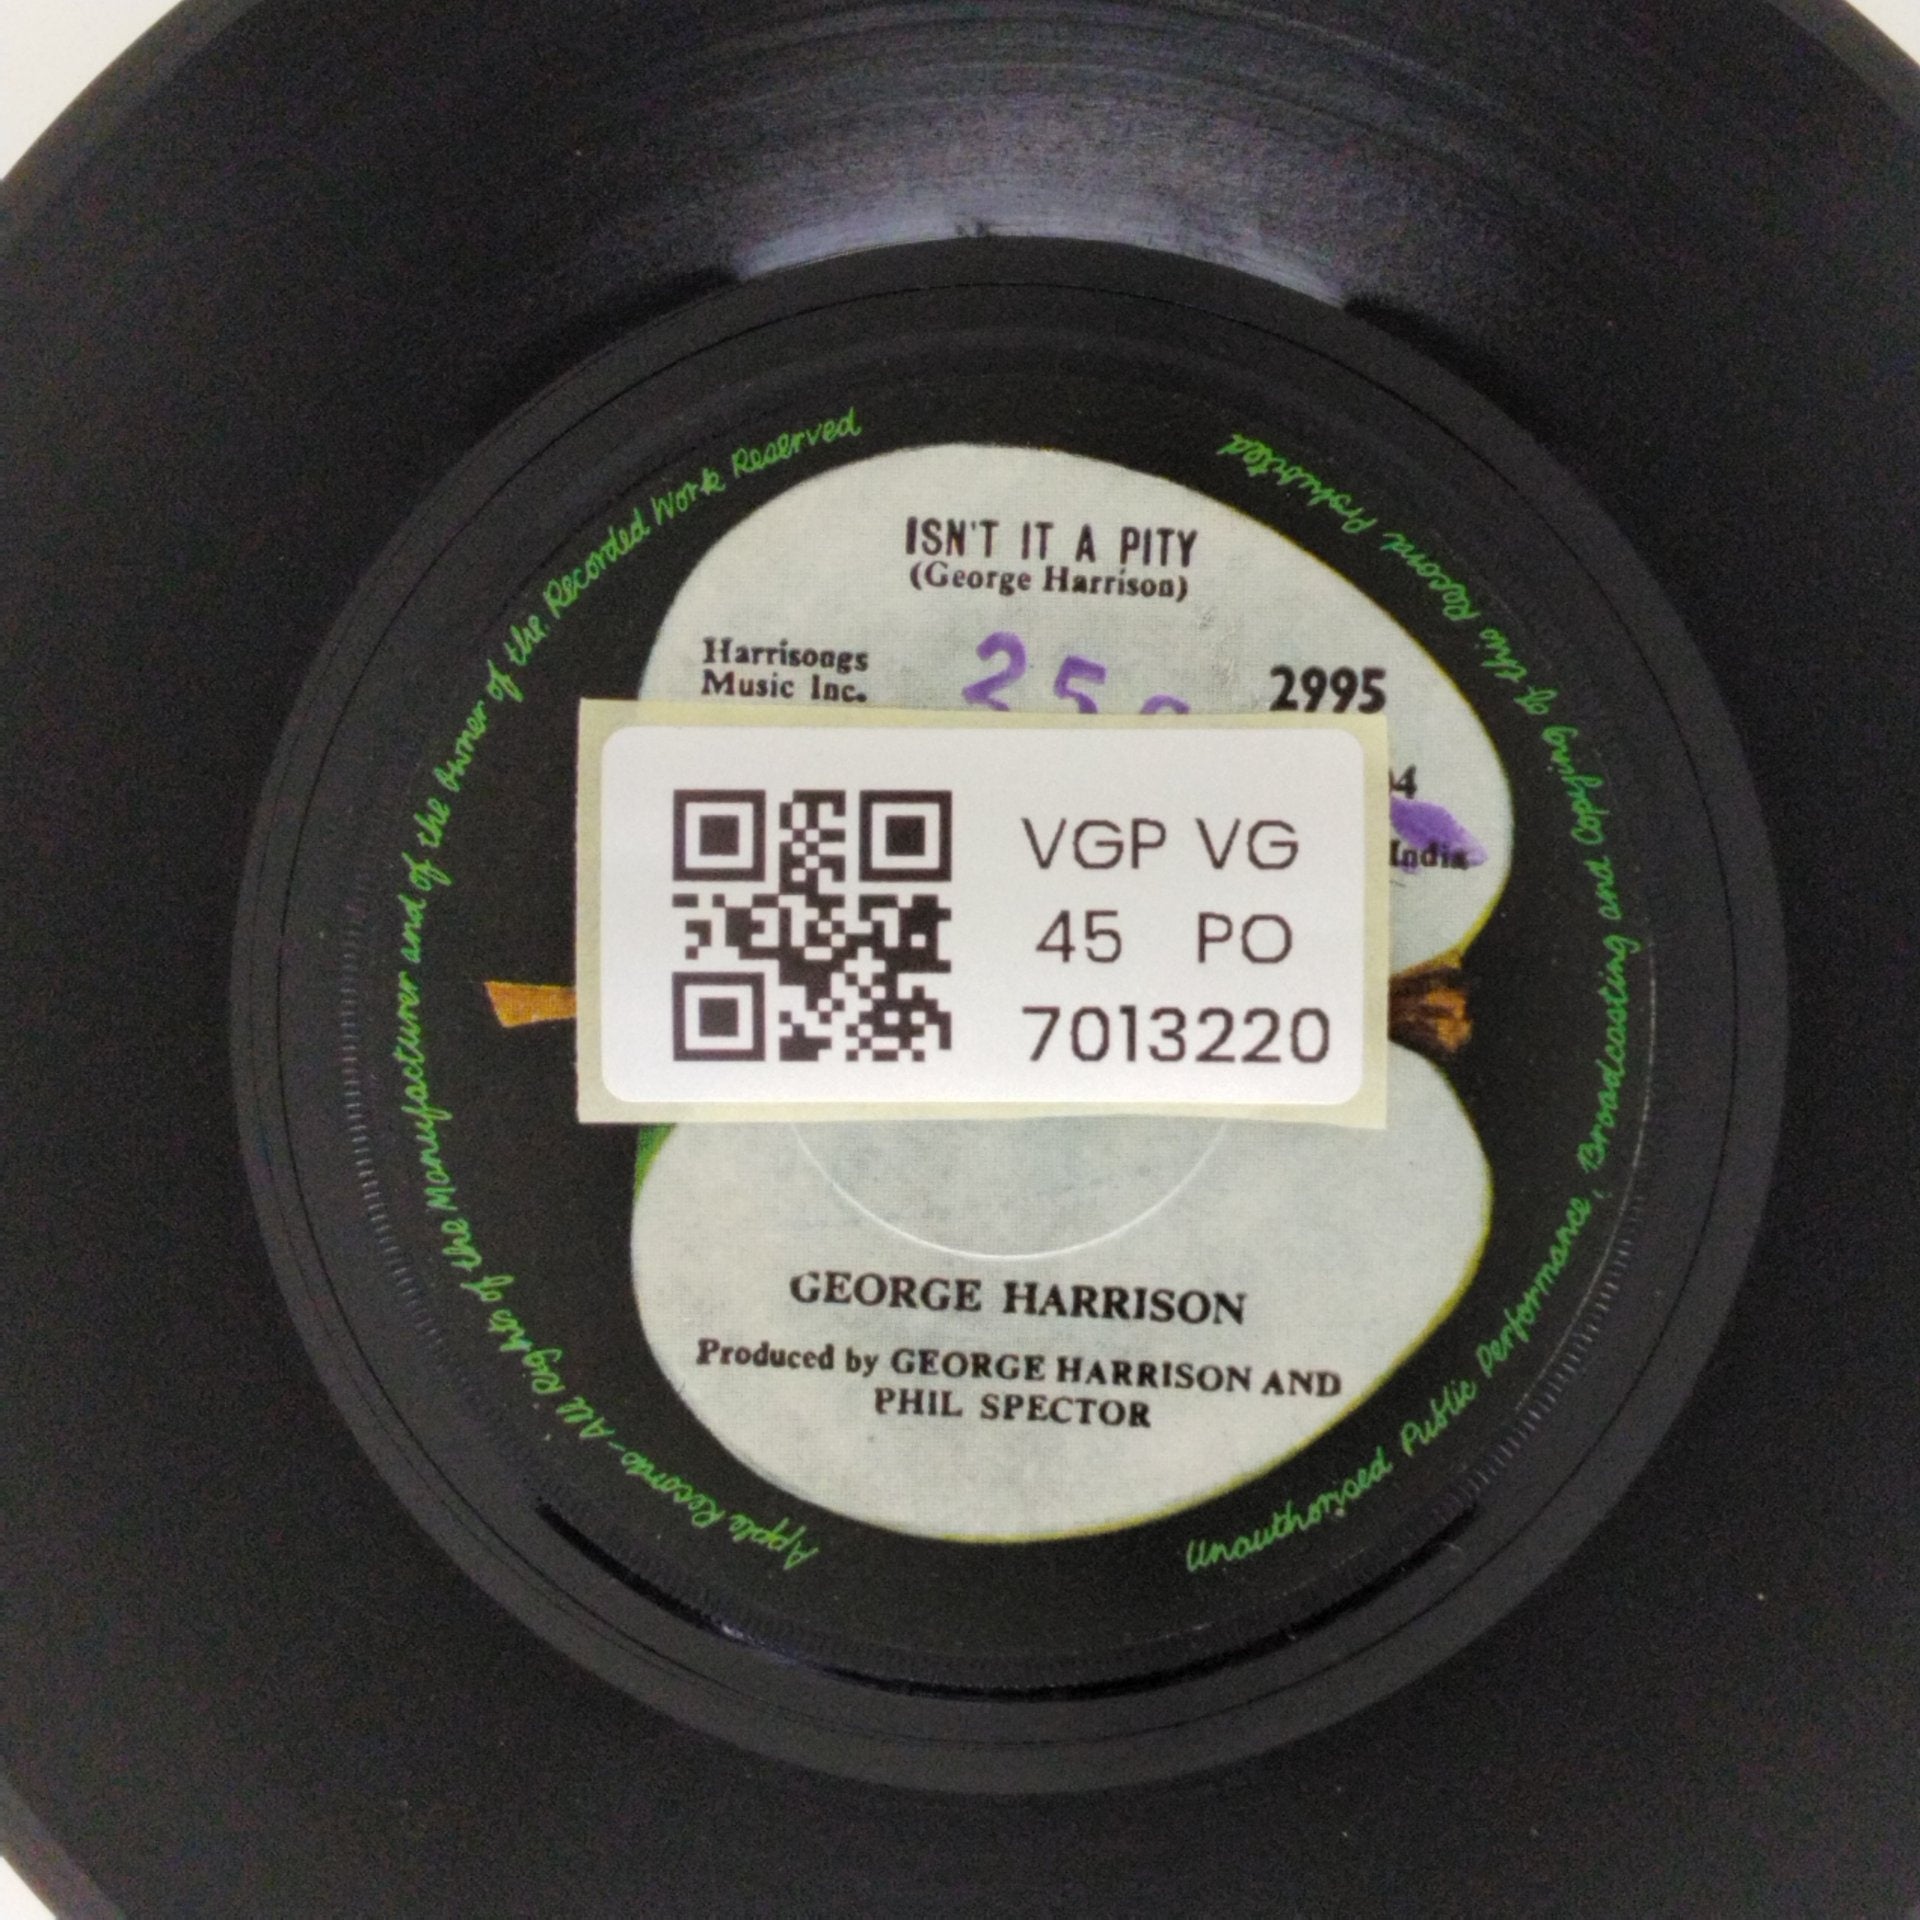 ISN'T IT A PITY
(George Harrison)
Harrisongs
Music Inc.
25
2995
04
India
VGP VG
45 PO
7013220
GEORGE HARRISON
Produced by GEORGE HARRISON AND
PHIL SPECTOR
Apple Records-All Rights of the Manufacturer and of the Owner of the Recorded Work Reserved
Unauthorised Public Performance, Broadcasting and Copying of this Record Prohibited